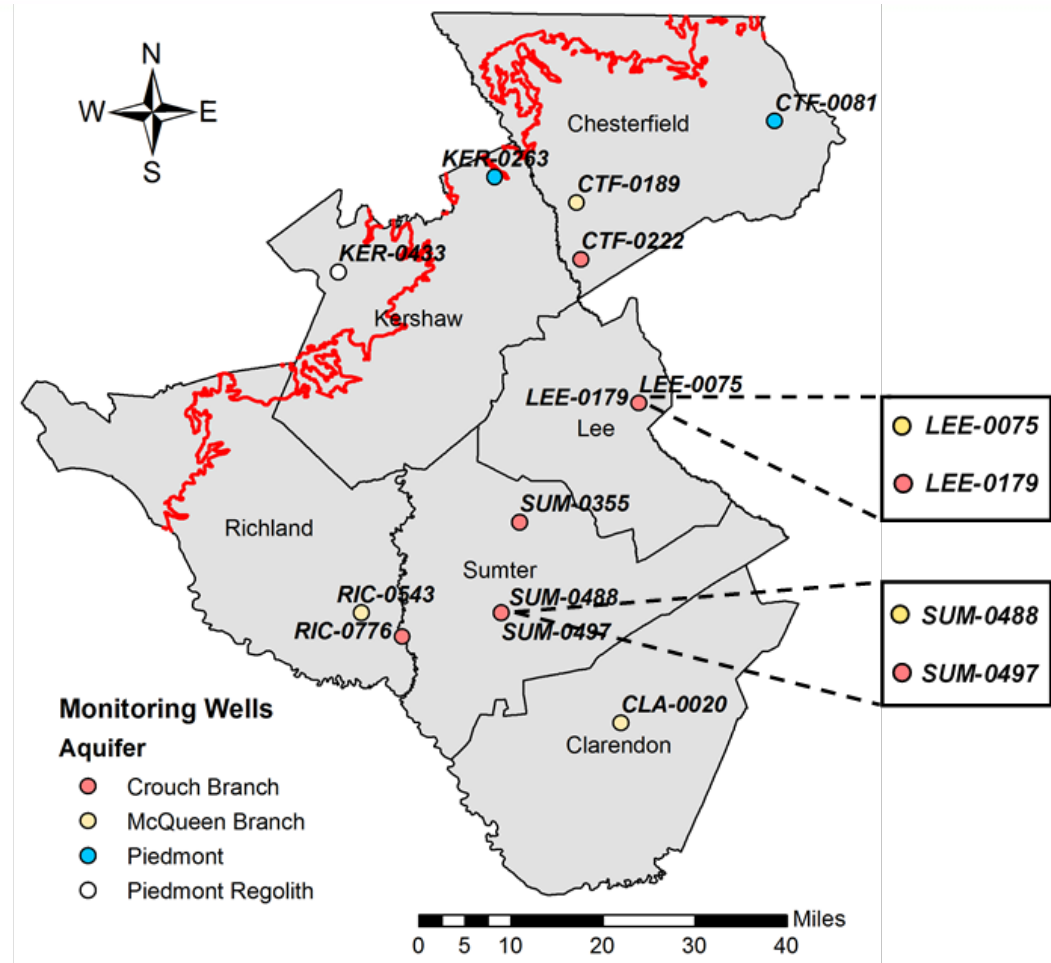 N
W E
S
CTF-0081
Chesterfield
KER-0263
CTF-0189
CTF-0222
KER-0433
Kershaw
LEE-0075
LEE-0179
Lee
LEE-0075
LEE-0179
SUM-0355
Richland
Sumter
RIC-0543
SUM-0488
RIC-0776
SUM-0497
SUM-0488
SUM-0497
CLA-0020
Clarendon
Monitoring Wells
Aquifer
Crouch Branch
McQueen Branch
Piedmont
Piedmont Regolith
Miles
0 5 10 20 30 40